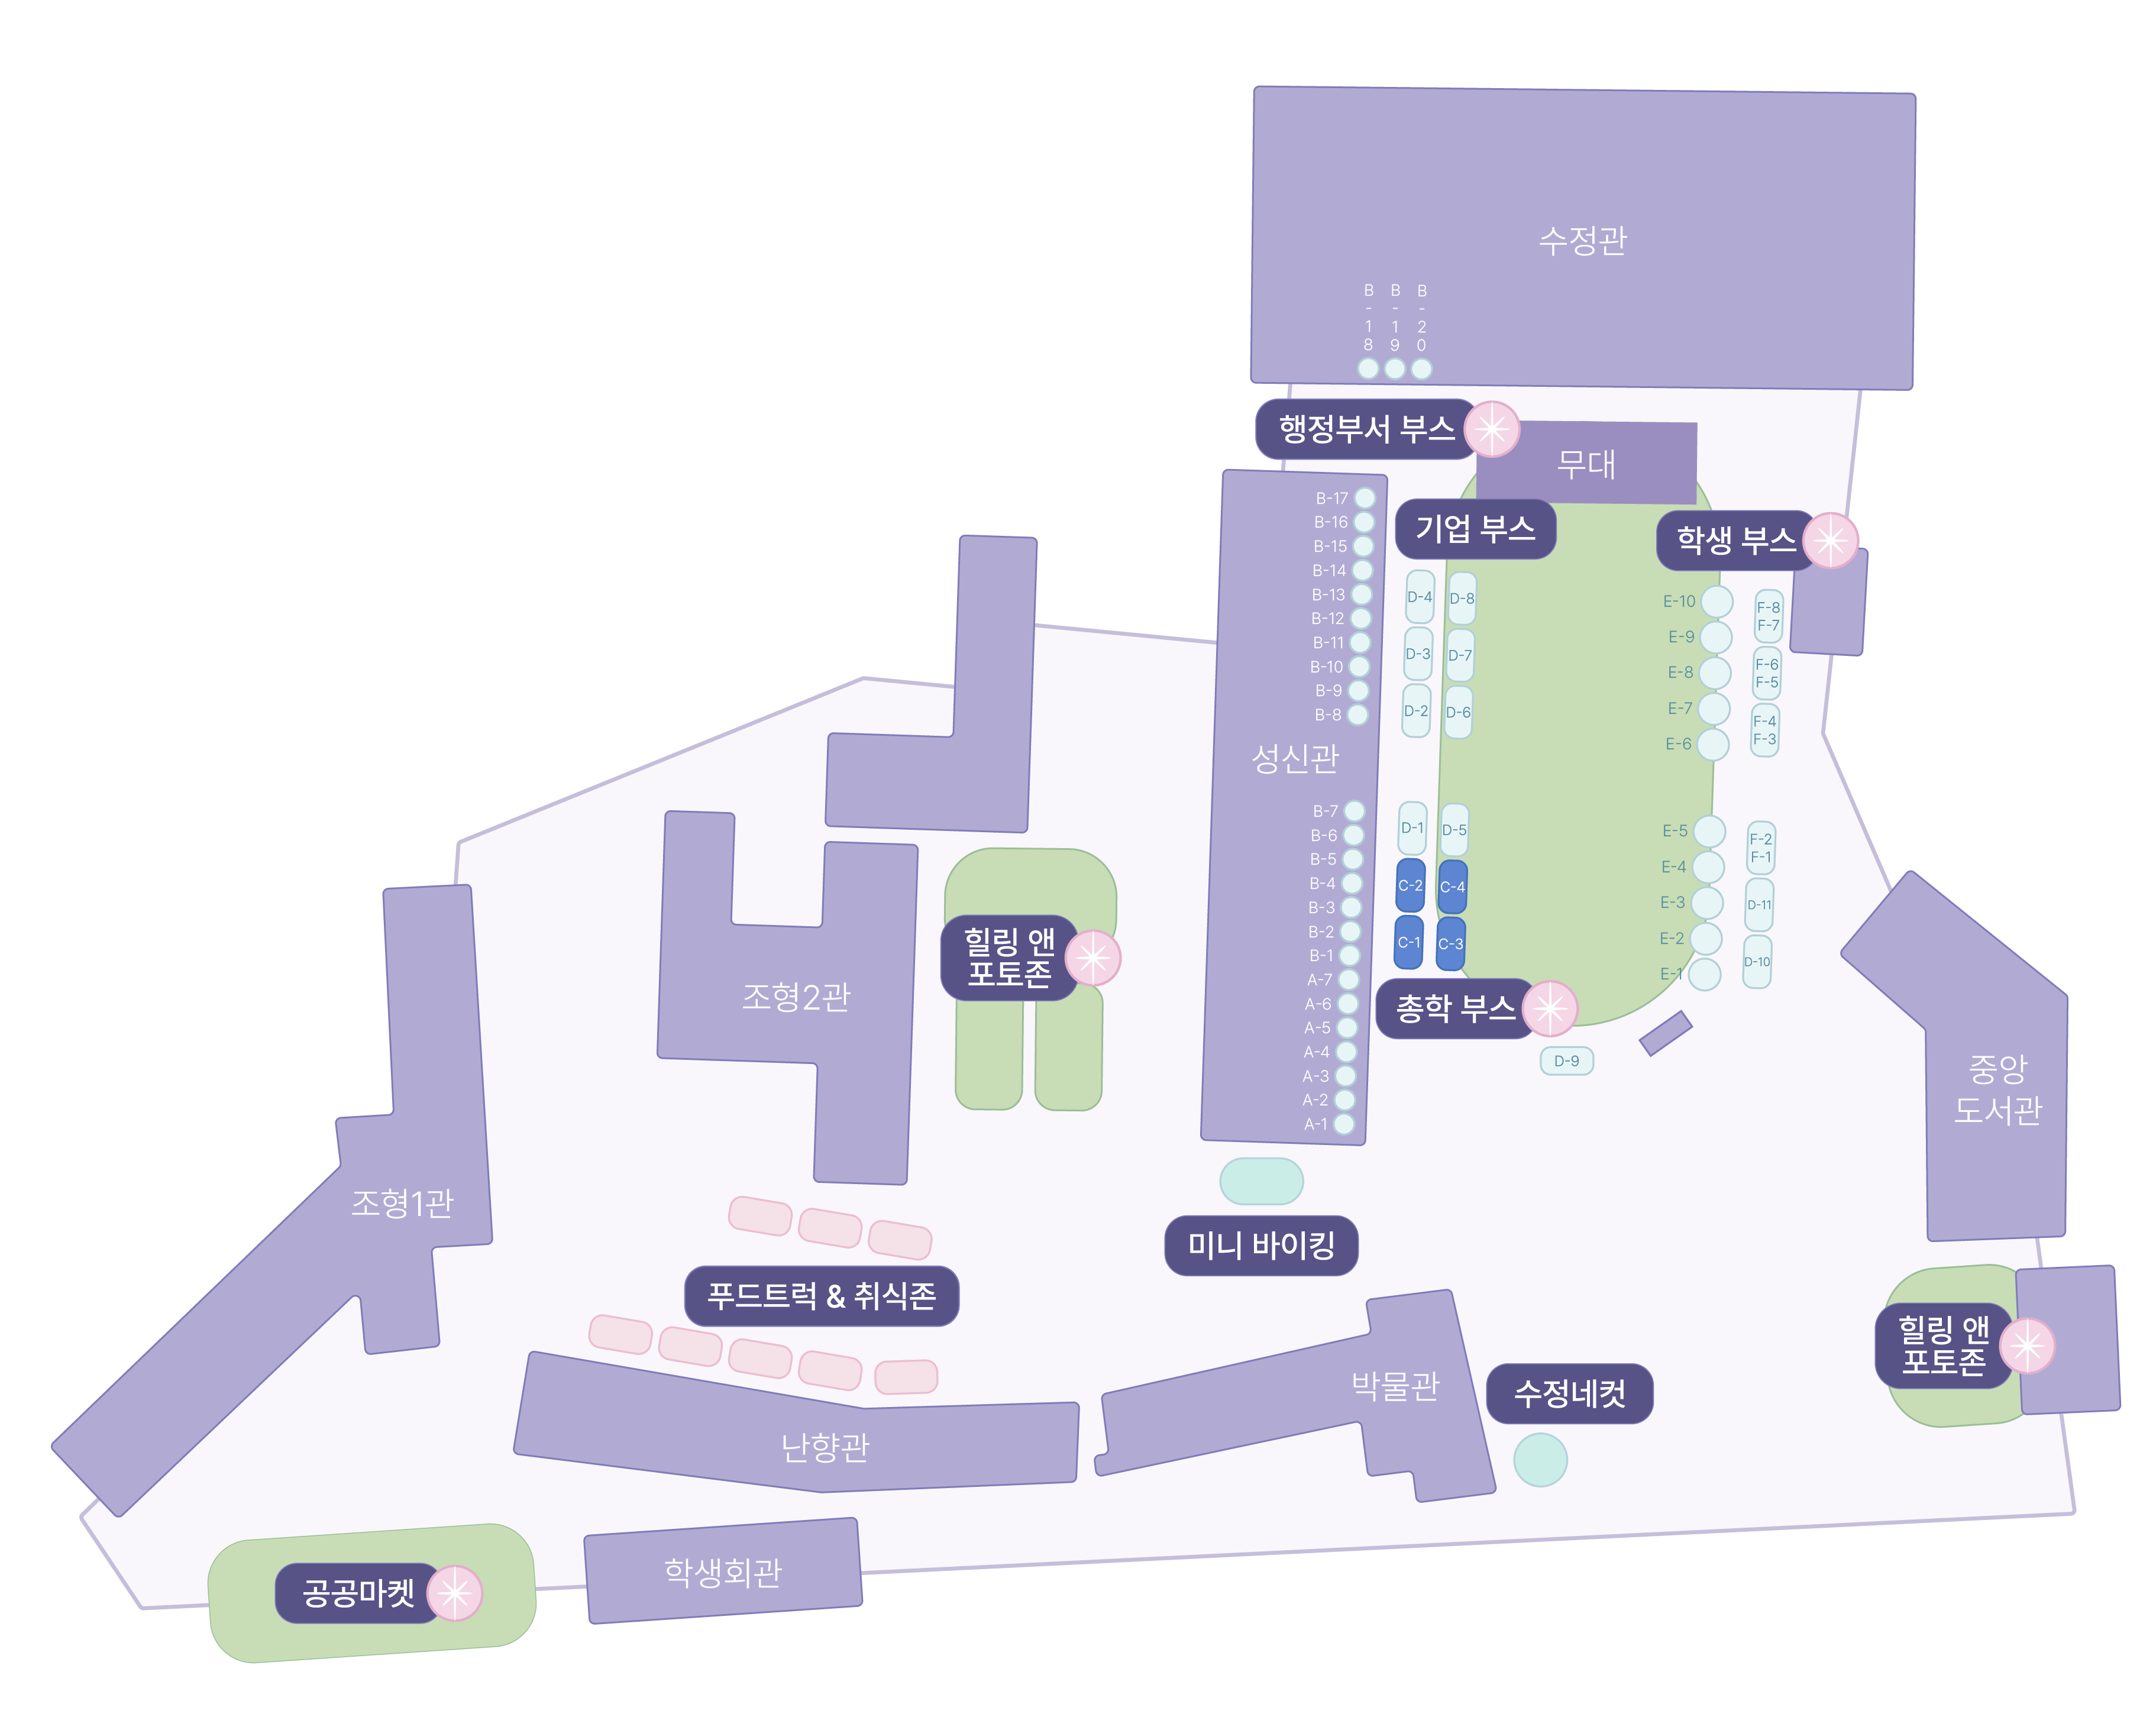 수정관
B-18
B-19
B-20
행정부서 부스
무대
기업 부스
학생 부스
B-17
B-16
B-15
B-14
B-13
B-12
B-11
B-10
B-9
B-8
성신관
B-7
B-6
B-5
B-4
B-3
B-2
B-1
A-7
A-6
A-5
A-4
A-3
A-2
A-1
D-4
D-8
D-3
D-7
D-2
D-6
D-1
D-5
C-2
C-4
C-1
C-3
총학 부스
D-9
E-10
E-9
E-8
E-7
E-6
E-5
E-4
E-3
E-2
E-1
F-8
F-7
F-6
F-5
F-4
F-3
F-2
F-1
D-11
D-10
힐링 앤
포토존
조형2관
조형1관
중앙
도서관
미니 바이킹
푸드트럭 & 취식존
힐링 앤
포토존
박물관
수정네컷
난향관
학생회관
공공마켓